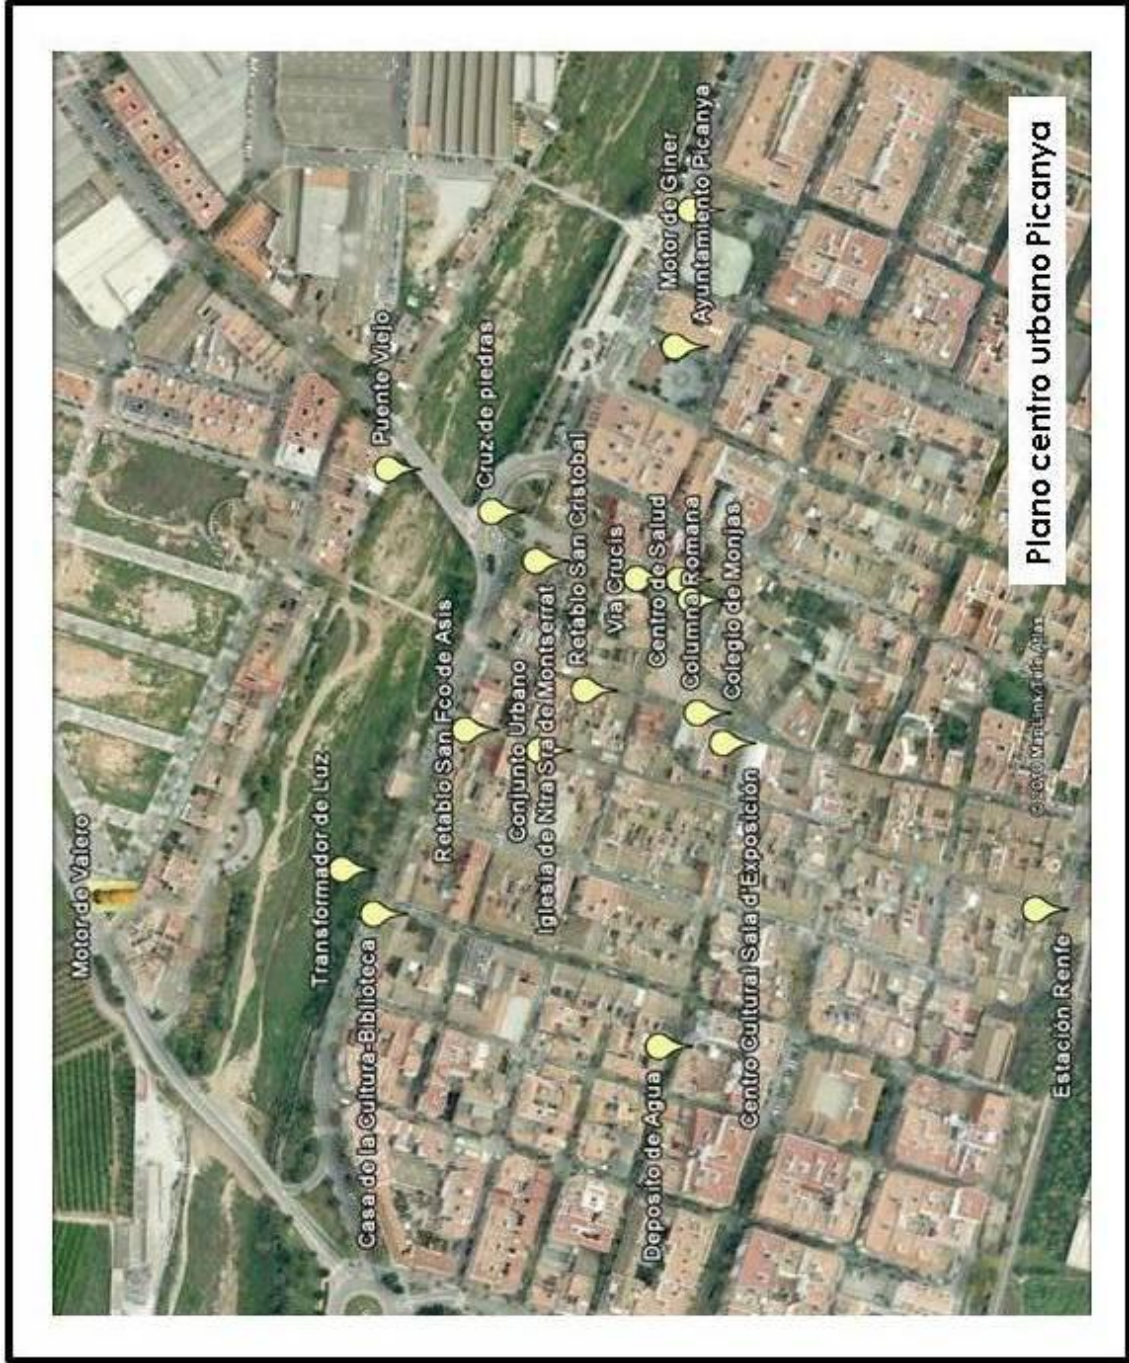 Motor de Valero
Transformador de Luz
Casa de la Cultura-Biblioteca
Puente Viejo
Retablo San Fco de Asis
Cruz de piedras
Conjunto Urbano
Iglesia de Ntra Sra de Montserrat
Retablo San Cristobal
Via Crucis
Deposito de Agua
Centro de Salud
Motor de Giner
Columna Romana
Ayuntamiento Picanya
Colegio de Monjas
Centro Cultural Sala d'Exposición
Plano centro urbano Picanya
Estación Renfe